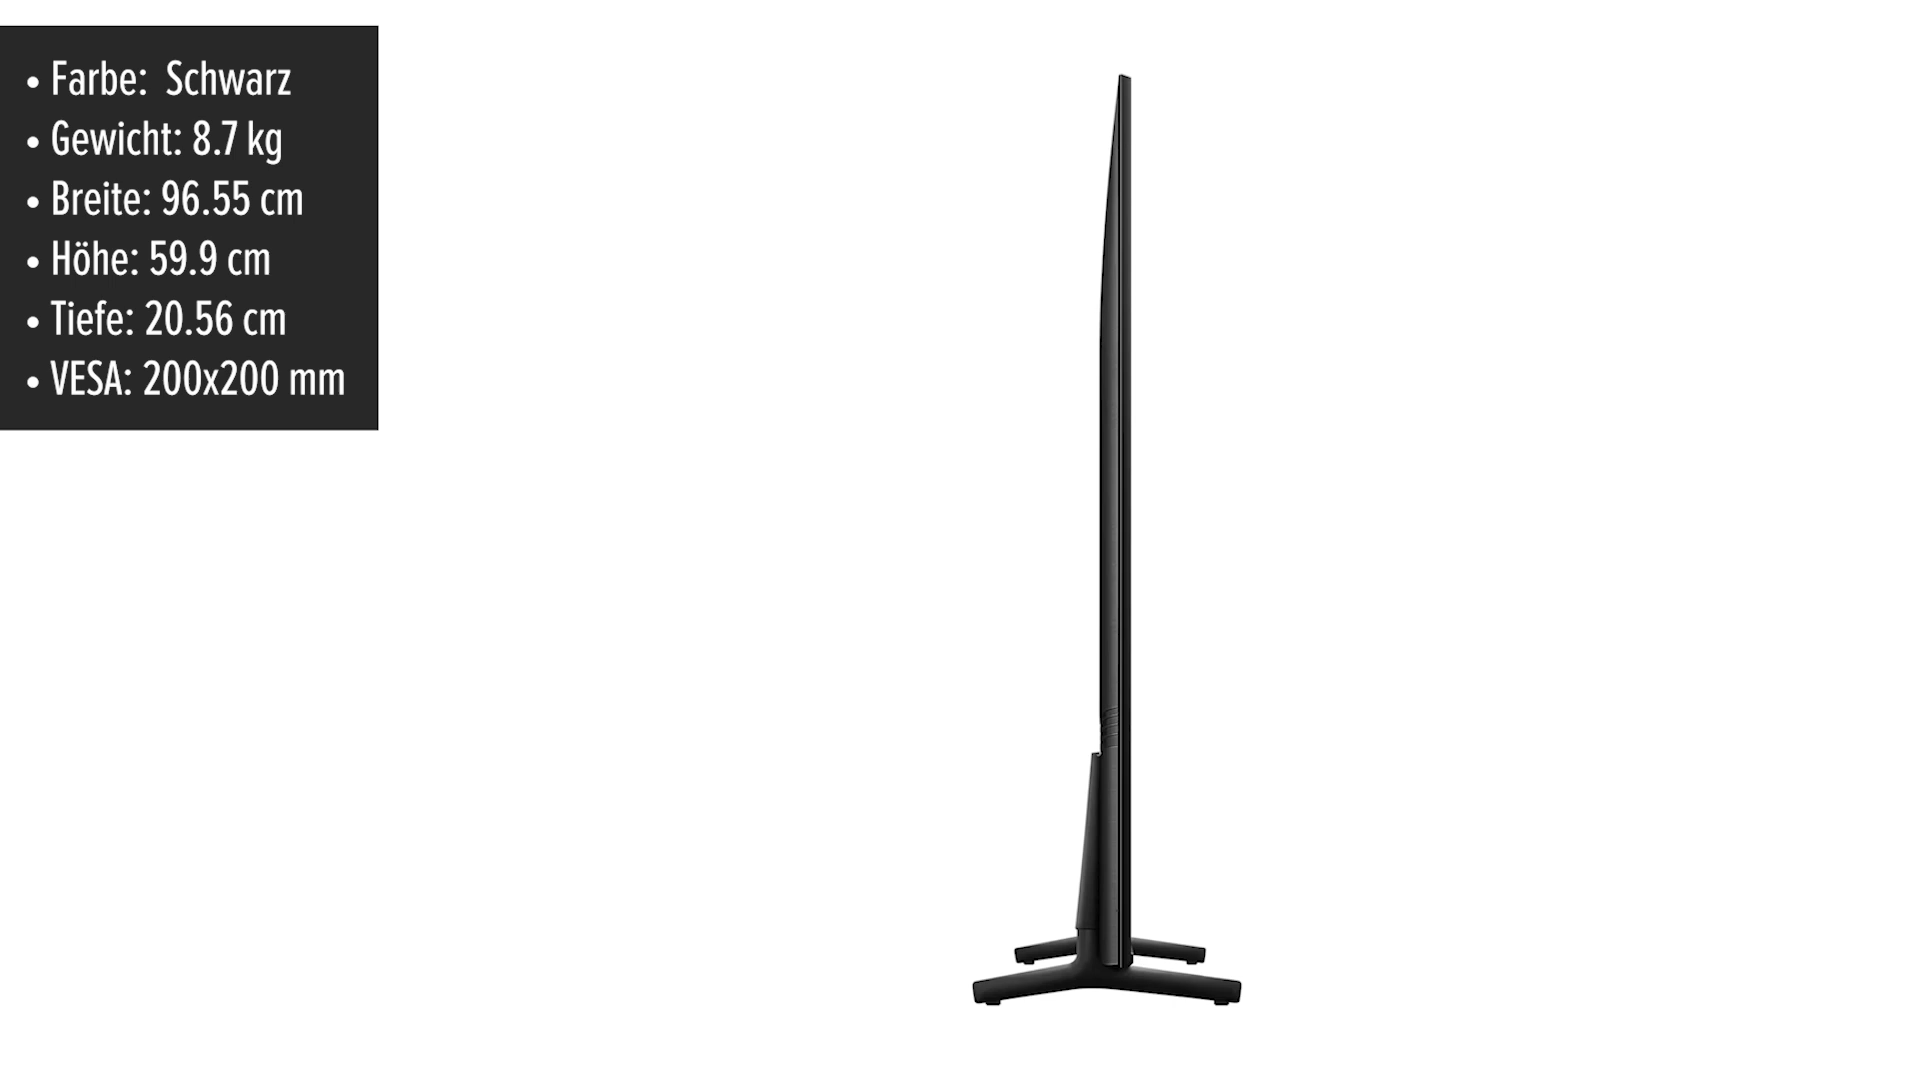 • Farbe: Schwarz
• Gewicht: 8.7 kg
• Breite: 96.55 cm
• Höhe: 59.9 cm
• Tiefe: 20.56 cm
• VESA: 200x200 mm